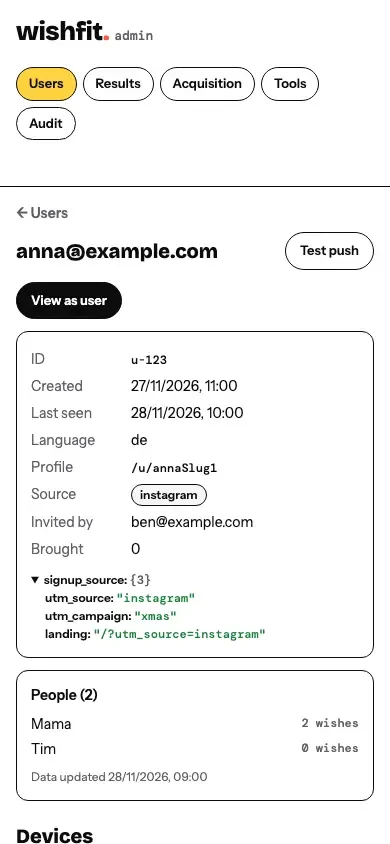 wishfit. admin
Users Results Acquisition Tools
Audit
← Users
anna@example.com Test push
View as user
ID u-123
Created 27/11/2026, 11:00
Last seen 28/11/2026, 10:00
Language de
Profile /u/annaSlug1
Source instagram
Invited by ben@example.com
Brought 0
▼ signup_source: {3}
utm_source: "instagram"
utm_campaign: "xmas"
landing: "/?utm_source=instagram"
People (2)
Mama 2 wishes
Tim 0 wishes
Data updated 28/11/2026, 09:00
Devices